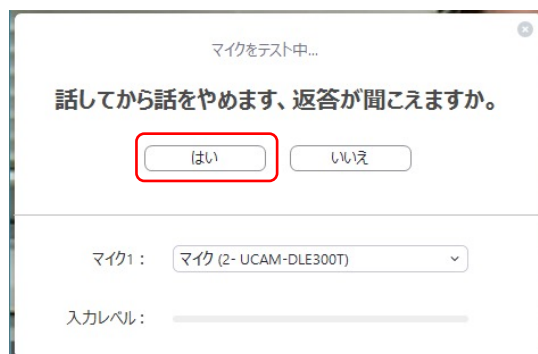 マイクをテスト中...
話してから話をやめます、返答が聞こえますか。
はい いいえ
マイク1： マイク (2- UCAM-DLE300T)
入力レベル：